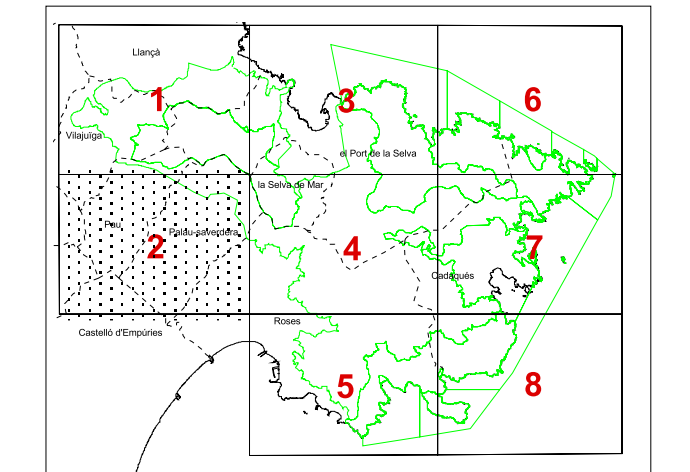 Llançà
1
3
6
Vilajuïga
el Port de la Selva
la Selva de Mar
Pau
Palau-saverdera
2
4
7
Cadaqués
Roses
Castelló d'Empúries
5
8